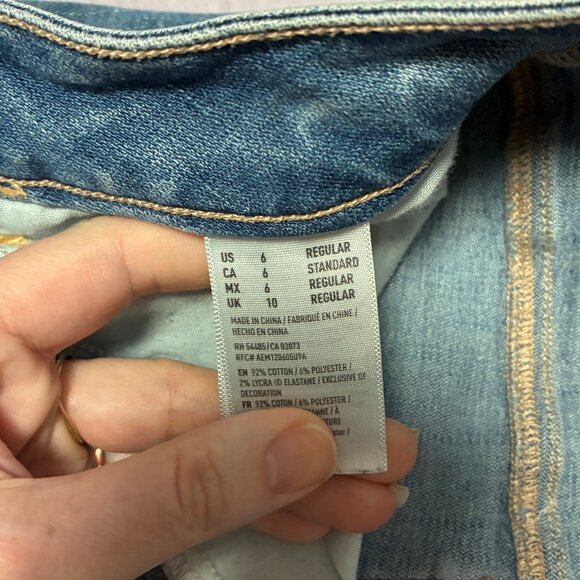 US 6 REGULAR
CA 6 STANDARD
MX 6 REGULAR
UK 10 REGULAR
MADE IN CHINA / FABRIQUÉ EN CHINE /
HECHO EN CHINA
RN 54485 / CA 03873
RFC# AEM128605U9A
EN 92% COTTON / 6% POLYESTER /
2% LYCRA ® ELASTANE / EXCLUSIVE OF
DECORATION
FR 92% COTTON / 6% POLYESTER /